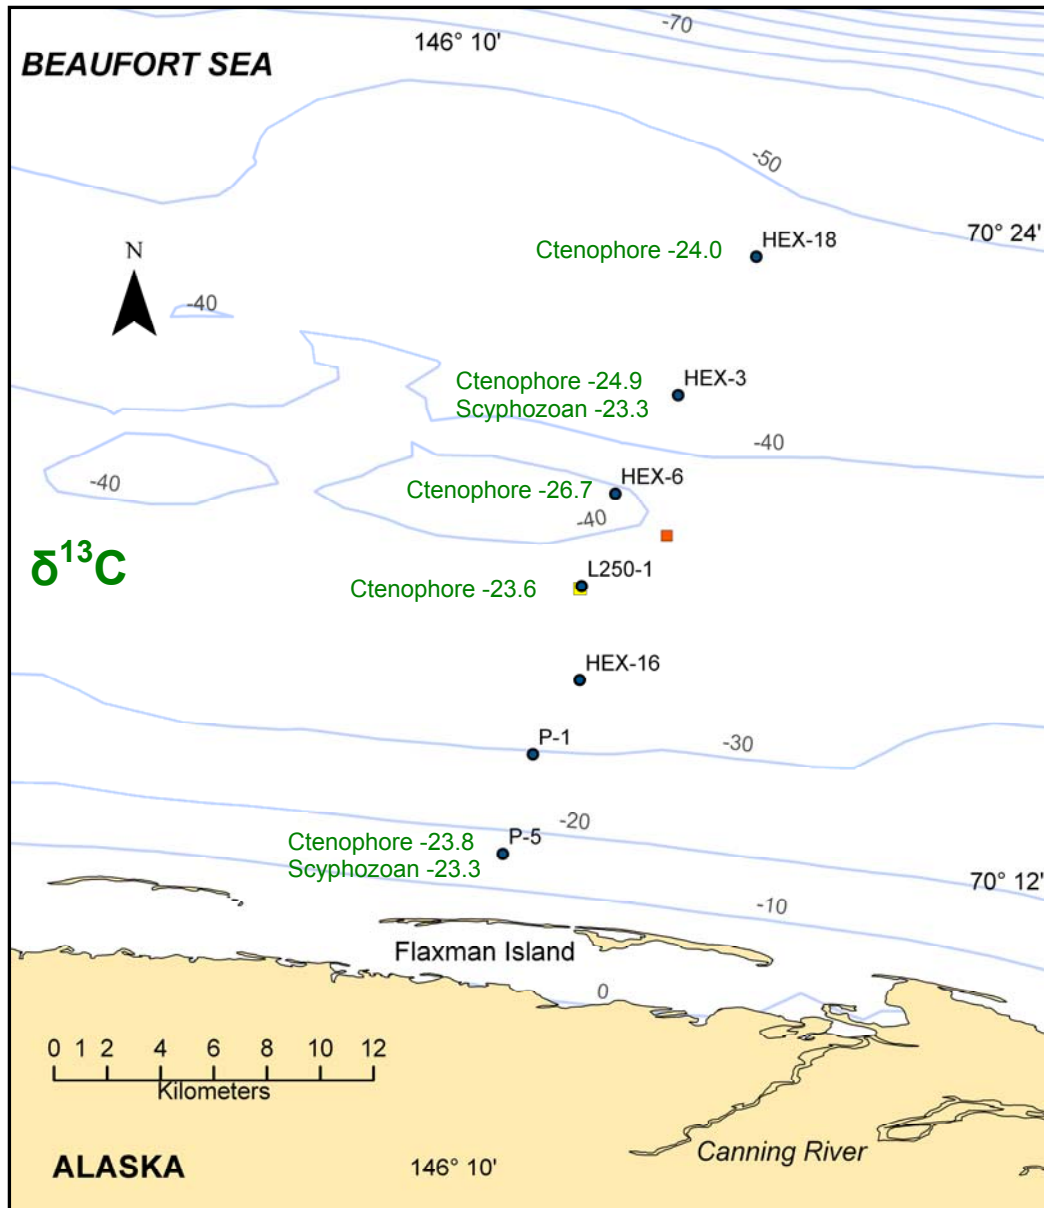 -70
146° 10'
BEAUFORT SEA
-50
70° 24'
HEX-18
Ctenophore -24.0
N
-40
HEX-3
Ctenophore -24.9
Scyphozoan -23.3
-40
HEX-6
-40
Ctenophore -26.7
-40
δ¹³C
L250-1
Ctenophore -23.6
HEX-16
P-1
-30
-20
P-5
Ctenophore -23.8
Scyphozoan -23.3
70° 12'
-10
Flaxman Island
0
0 1 2 4 6 8 10 12
Kilometers
Canning River
ALASKA
146° 10'